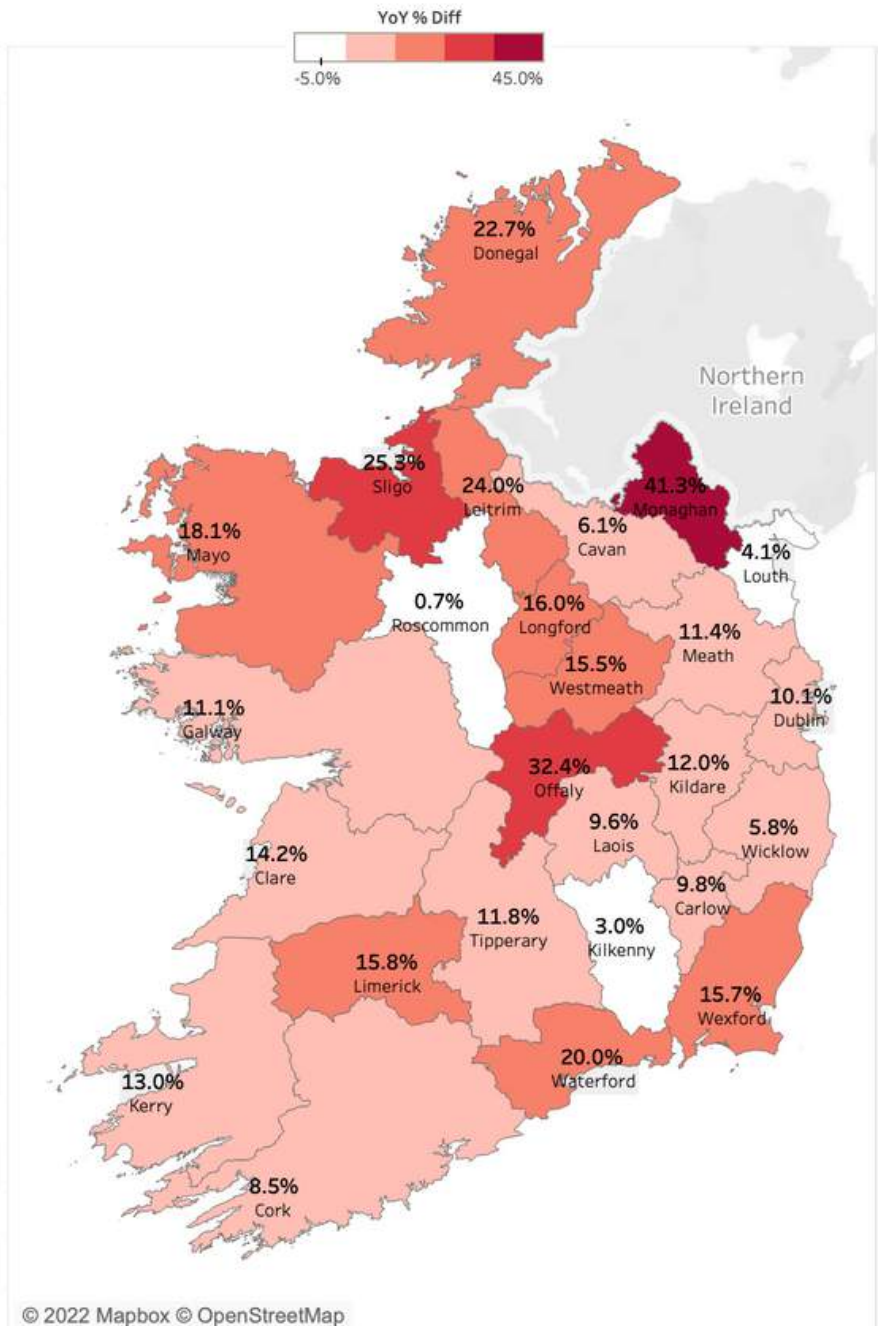 YoY % Diff
-5.0%
45.0%
22.7%
Donegal
Northern
Ireland
25.3%
Sligo
24.0%
Leitrim
41.3%
Monaghan
6.1%
Cavan
18.1%
Mayo
4.1%
Louth
0.7%
Roscommon
16.0%
Longford
11.4%
Meath
15.5%
Westmeath
10.1%
Dublin
11.1%
Galway
32.4%
Offaly
12.0%
Kildare
9.6%
Laois
5.8%
Wicklow
14.2%
Clare
9.8%
Carlow
11.8%
Tipperary
3.0%
Kilkenny
15.8%
Limerick
15.7%
Wexford
20.0%
Waterford
13.0%
Kerry
8.5%
Cork
© 2022 Mapbox © OpenStreetMap